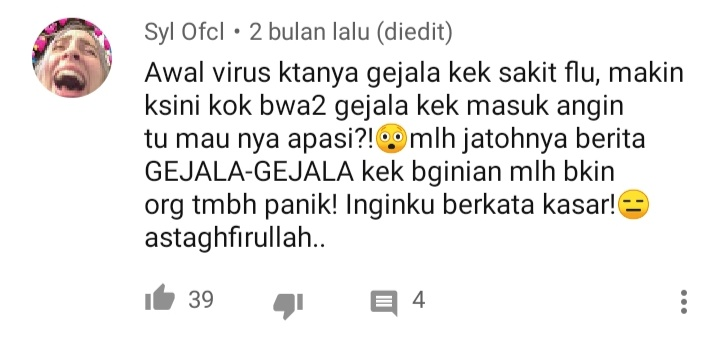 Syl Ofcl • 2 bulan lalu (diedit)
Awal virus ktanya gejala kek sakit flu, makin
ksini kok bwa2 gejala kek masuk angin
tu mau nya apasi?!😲mlh jatohnya berita
GEJALA-GEJALA kek bginian mlh bkin
org tmbh panik! Inginku berkata kasar!😑
astaghfirullah..
39
4